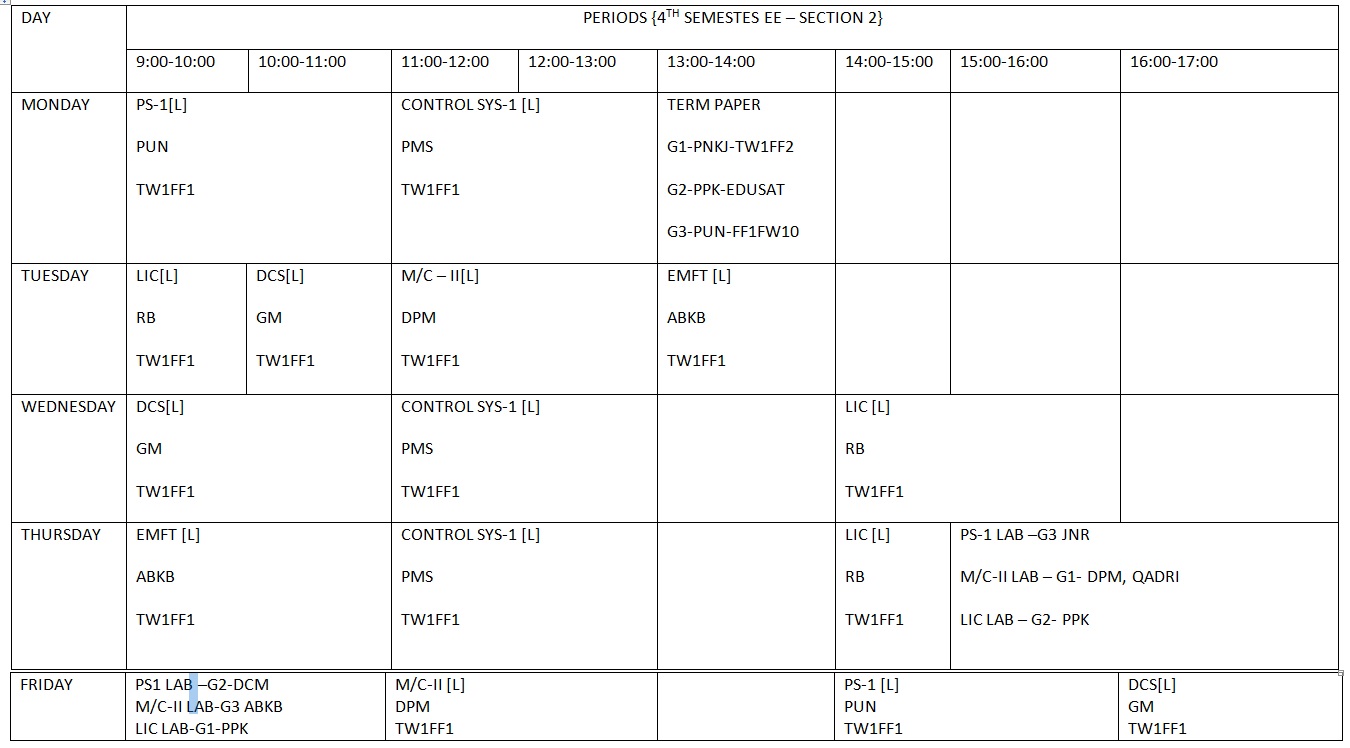 DAY
PERIODS {4TH SEMESTES EE – SECTION 2}
9:00-10:00
10:00-11:00
11:00-12:00
12:00-13:00
13:00-14:00
14:00-15:00
15:00-16:00
16:00-17:00
MONDAY
PS-1[L]
PUN
TW1FF1
CONTROL SYS-1 [L]
PMS
TW1FF1
TERM PAPER
G1-PNKJ-TW1FF2
G2-PPK-EDUSAT
G3-PUN-FF1FW10
TUESDAY
LIC[L]
RB
TW1FF1
DCS[L]
GM
TW1FF1
M/C – II[L]
DPM
TW1FF1
EMFT [L]
ABKB
TW1FF1
WEDNESDAY
DCS[L]
GM
TW1FF1
CONTROL SYS-1 [L]
PMS
TW1FF1
LIC [L]
RB
TW1FF1
THURSDAY
EMFT [L]
ABKB
TW1FF1
CONTROL SYS-1 [L]
PMS
TW1FF1
LIC [L]
RB
TW1FF1
PS-1 LAB –G3 JNR
M/C-II LAB – G1- DPM, QADRI
LIC LAB – G2- PPK
FRIDAY
PS1 LAB –G2-DCM
M/C-II LAB-G3 ABKB
LIC LAB-G1-PPK
M/C-II [L]
DPM
TW1FF1
PS-1 [L]
PUN
TW1FF1
DCS[L]
GM
TW1FF1